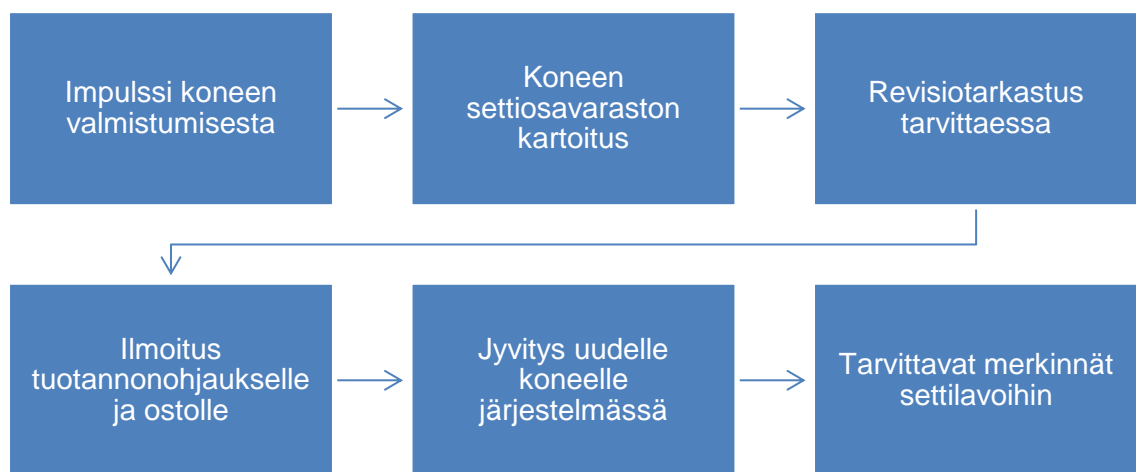 Impulssi koneen
valmistumisesta
Koneen
settiosavaraston
kartoitus
Revisiotarkastus
tarvittaessa
Ilmoitus
tuotannonohjaukselle
ja ostolle
Jyvitys uudelle
koneelle
järjestelmässä
Tarvittavat merkinnät
settilavoihin